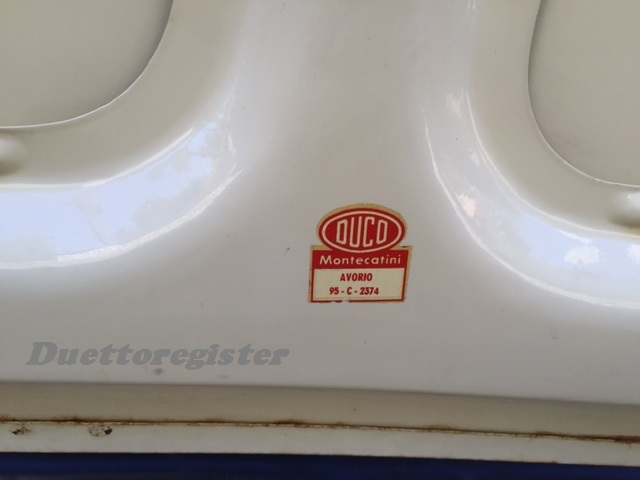 DUCO
Montecatini
AVORIO
95 - C - 2374
Duettoregister